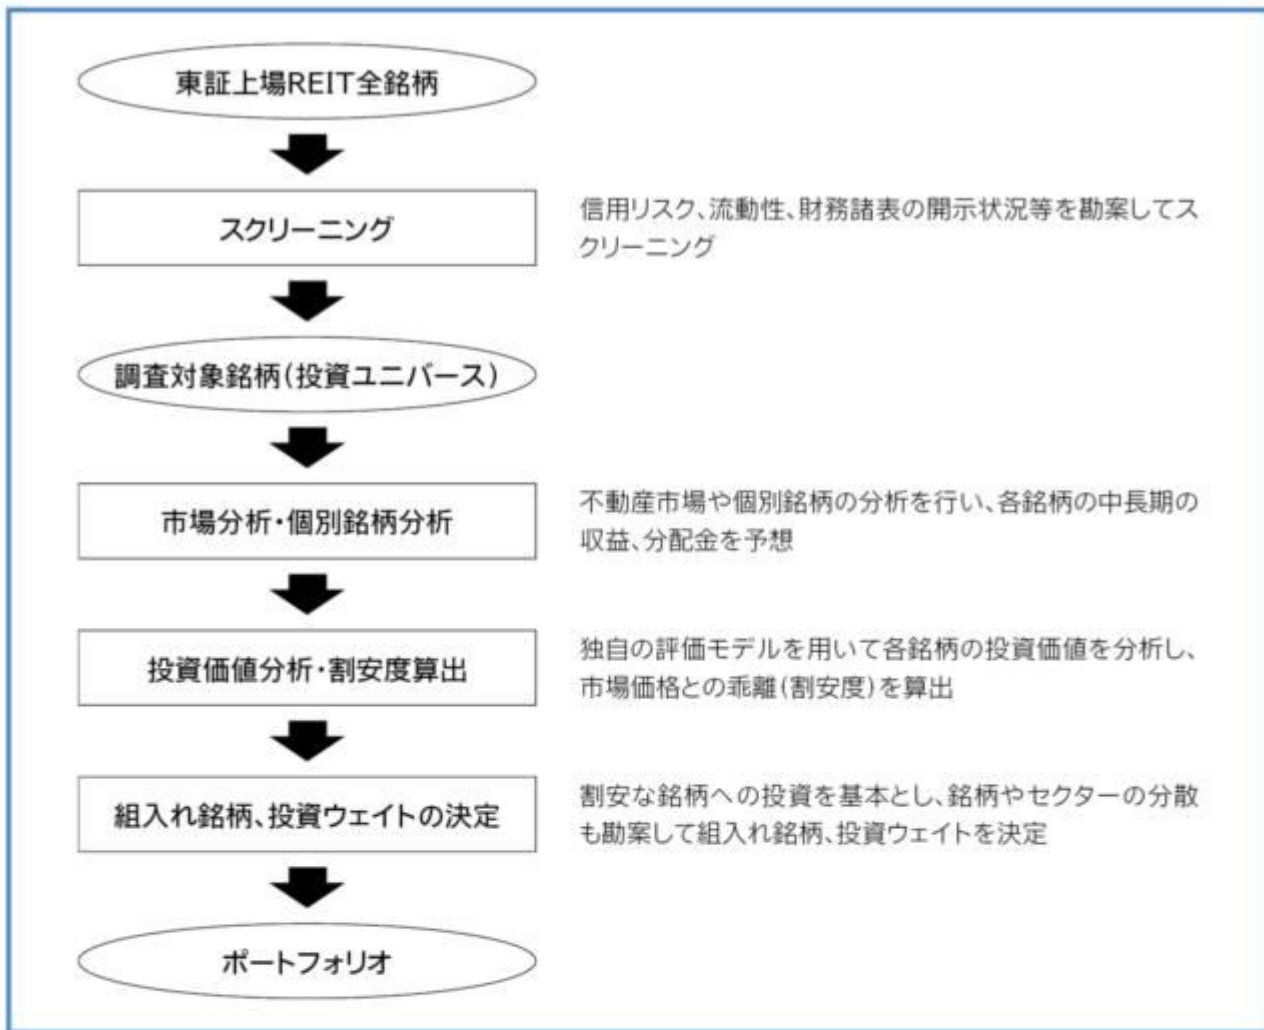 東証上場REIT全銘柄
スクリーニング
信用リスク、流動性、財務諸表の開示状況等を勘案してス
クリーニング
調査対象銘柄(投資ユニバース)
市場分析・個別銘柄分析
不動産市場や個別銘柄の分析を行い、各銘柄の中長期の
収益、分配金を予想
投資価値分析・割安度算出
独自の評価モデルを用いて各銘柄の投資価値を分析し、
市場価格との乖離(割安度)を算出
組入れ銘柄、投資ウェイトの決定
割安な銘柄への投資を基本とし、銘柄やセクターの分散
も勘案して組入れ銘柄、投資ウェイトを決定
ポートフォリオ